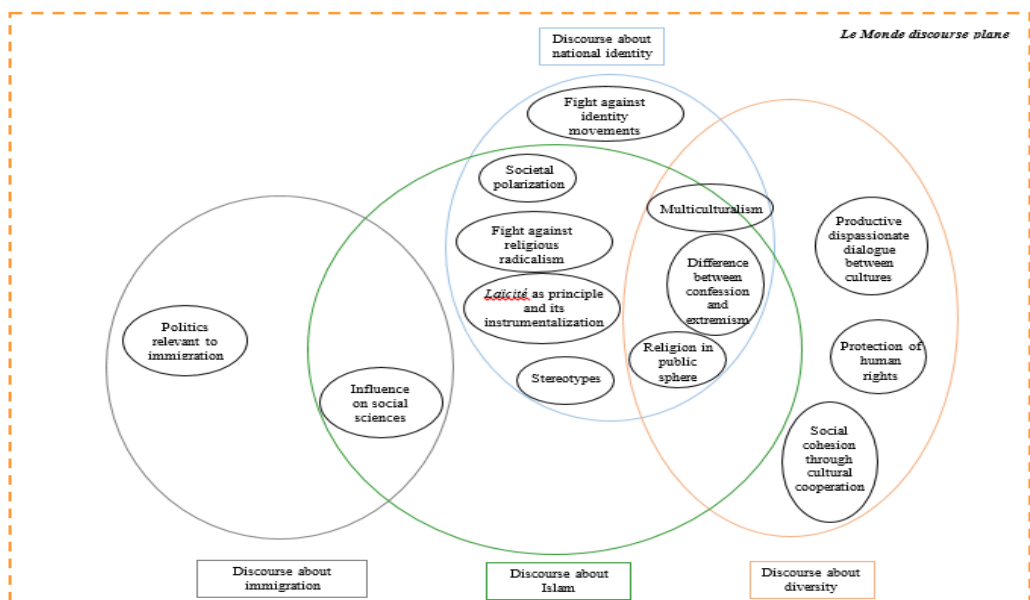 Le Monde discourse plane
Discourse about
national identity
Fight against
identity
movements
Societal
polarization
Multiculturalism
Fight against
religious
radicalism
Productive
dispassionate
dialogue
between
cultures
Difference
between
confession
and
extremism
Laïcité as principle
and its
instrumentalization
Politics
relevant to
immigration
Religion in
public
sphere
Protection of
human
rights
Stereotypes
Influence
on social
sciences
Social
cohesion
through
cultural
cooperation
Discourse about
immigration
Discourse about
Islam
Discourse about
diversity